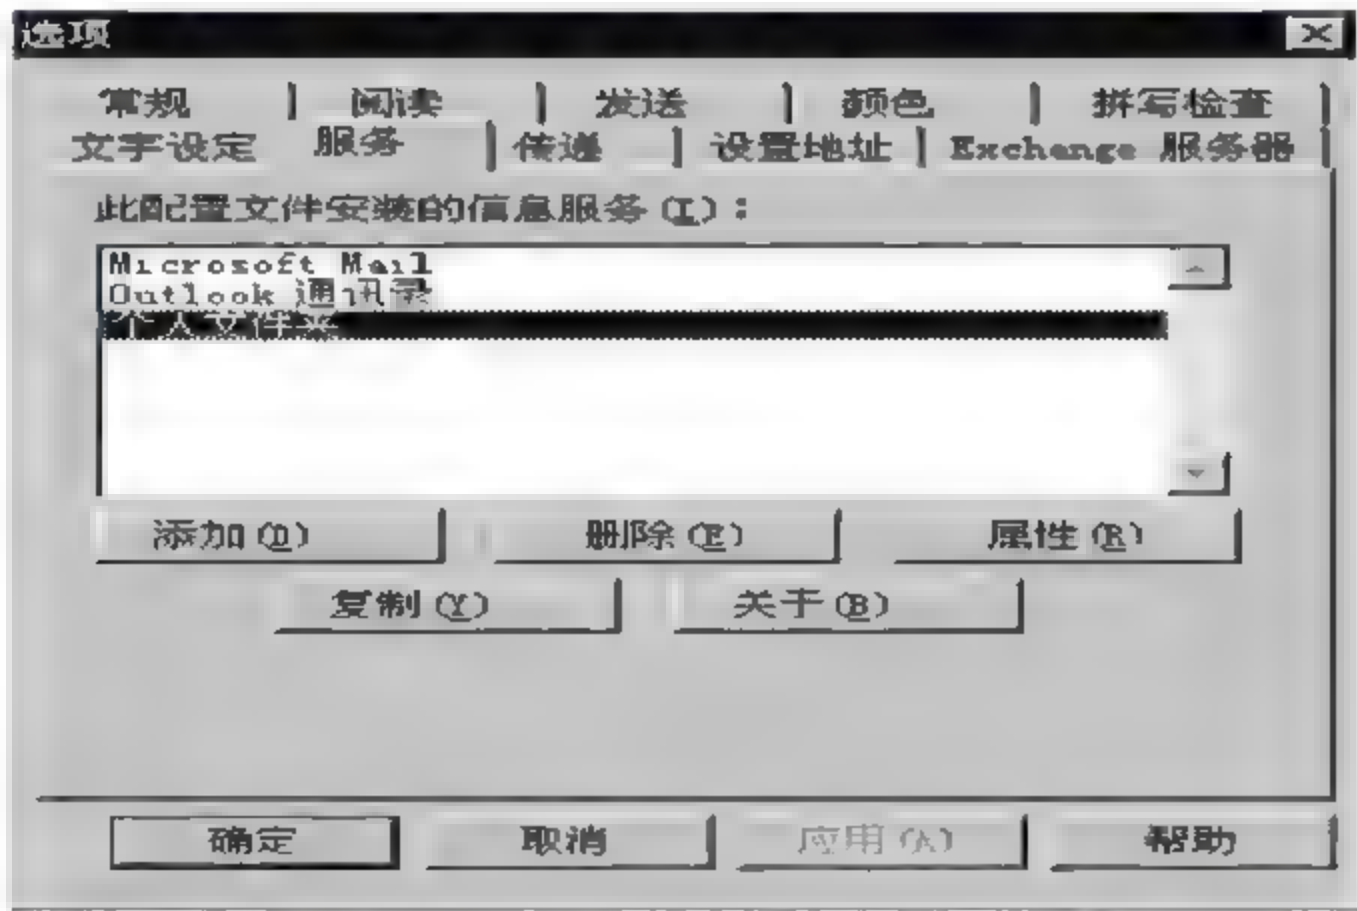 选项
常规 阅读 发送 颜色 拼写检查
文字设定 服务 传递 设置地址 Exchange 服务器
此配置文件安装的信息服务(I):
Microsoft Mail
Outlook 通讯录
个人文件夹
添加(D) 删除(E) 属性(R)
复制(Y) 关于(B)
确定 取消 应用(A) 帮助